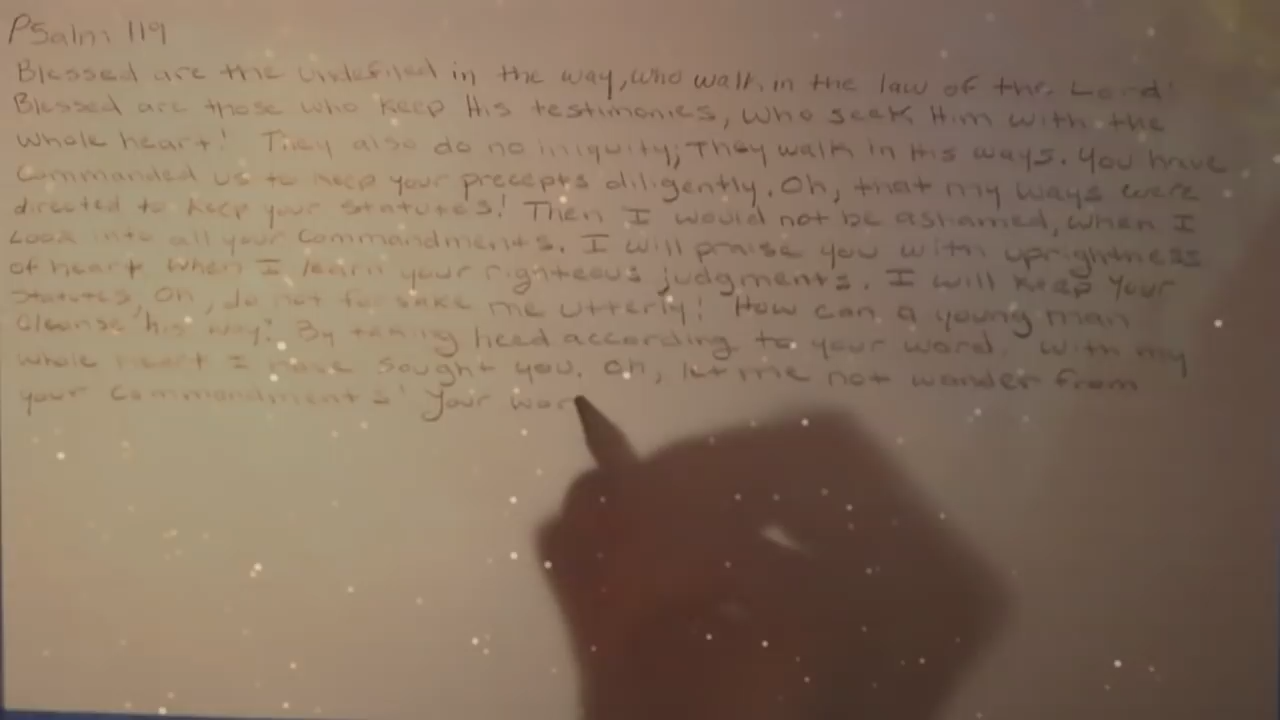 Psalm 119
Blessed are the undefiled in the way, who walk in the law of the Lord!
Blessed are those who keep His testimonies, who seek Him with the
whole heart! They also do no iniquity; They walk in His ways. You have
Commanded us to keep your precepts diligently. Oh, that my ways were
directed to keep your statutes! Then I would not be ashamed, when I
Look into all your Commandments. I will praise you with uprightness
of heart when I learn your righteous judgments. I will keep Your
Statutes, Oh, do not forsake me utterly! How can a young man
Cleanse his way? By taking heed according to your word. With my
whole heart I have sought you. Oh, let me not wander from
your Commandments! Your wor